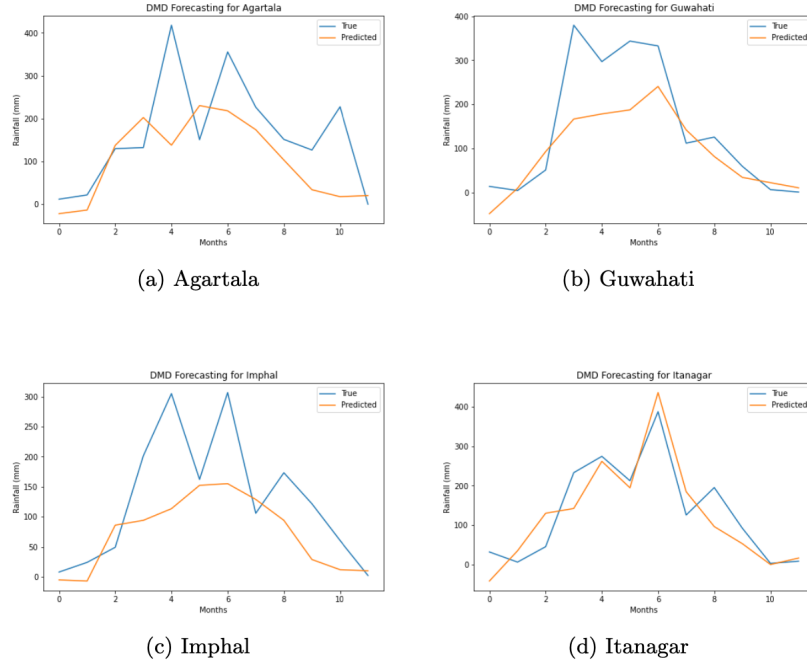 DMD Forecasting for Agartala
True
Predicted
400
300
200
100
0
Rainfall (mm)
0 2 4 6 8 10
Months
(a) Agartala
DMD Forecasting for Guwahati
True
Predicted
400
300
200
100
0
Rainfall (mm)
0 2 4 6 8 10
Months
(b) Guwahati
DMD Forecasting for Imphal
True
Predicted
300
250
200
150
100
50
0
Rainfall (mm)
0 2 4 6 8 10
Months
(c) Imphal
DMD Forecasting for Itanagar
True
Predicted
400
300
200
100
0
Rainfall (mm)
0 2 4 6 8 10
Months
(d) Itanagar